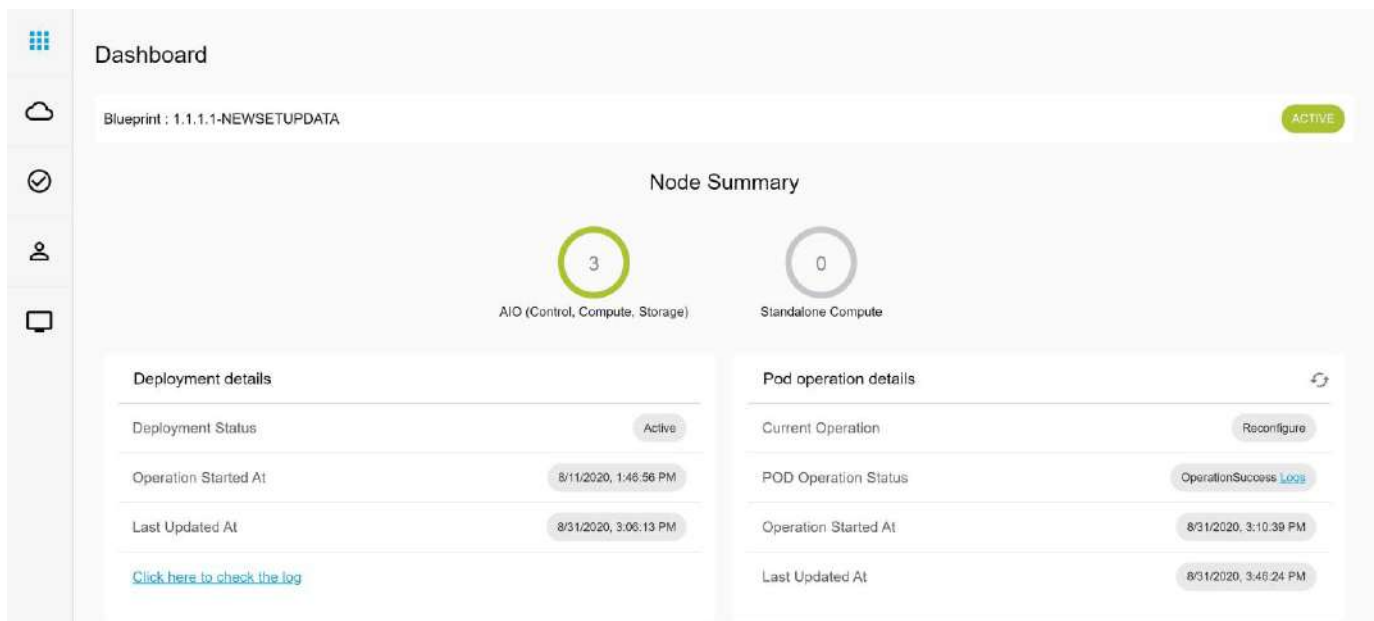 Dashboard
Blueprint : 1.1.1.1-NEWSETUPDATA
ACTIVE
Node Summary
3
0
AIO (Control, Compute, Storage)
Standalone Compute
Deployment details
Deployment Status
Active
Operation Started At
8/11/2020, 1:46:56 PM
Last Updated At
8/31/2020, 3:06:13 PM
Click here to check the log
Pod operation details
Current Operation
Reconfigure
POD Operation Status
OperationSuccess Logs
Operation Started At
8/31/2020, 3:10:39 PM
Last Updated At
8/31/2020, 3:46:24 PM